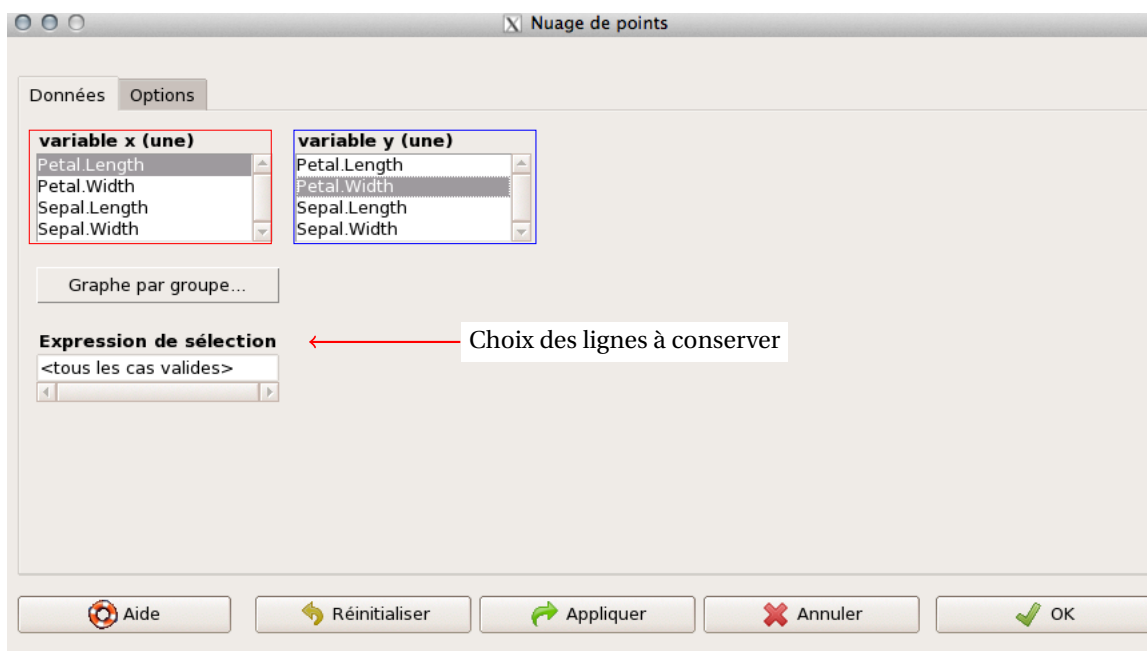 Nuage de points
Données Options
variable x (une)
Petal.Length
Petal.Width
Sepal.Length
Sepal.Width
variable y (une)
Petal.Length
Petal.Width
Sepal.Length
Sepal.Width
Graphe par groupe...
Expression de sélection
Choix des lignes à conserver
<tous les cas valides>
Aide Réinitialiser Appliquer Annuler OK